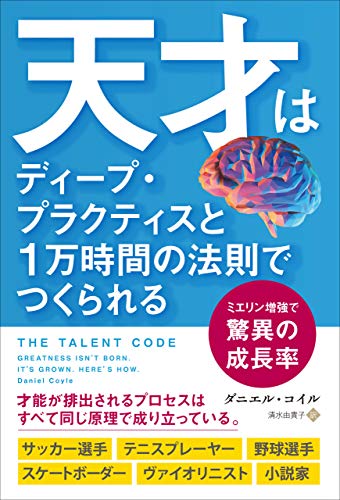 天才は
ディープ・
プラクティスと
1万時間の法則で
つくられる
ミエリン増強で
驚異の
成長率
THE TALENT CODE
GREATNESS ISN'T BORN.
IT'S GROWN. HERE'S HOW.
Daniel Coyle
才能が排出されるプロセスは
すべて同じ原理で成り立っている。
ダニエル・コイル
清水由貴子 訳
サッカー選手 テニスプレーヤー 野球選手
スケートボーダー ヴァイオリニスト 小説家